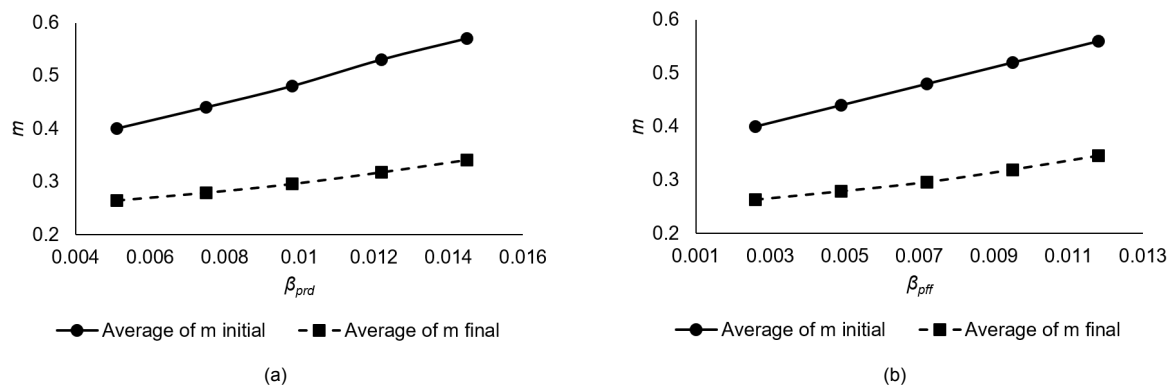 0.6
0.5
0.4
0.3
0.2
m
0.004 0.006 0.008 0.01 0.012 0.014 0.016
βprd
Average of m initial Average of m final
(a)
0.6
0.5
0.4
0.3
0.2
m
0.001 0.003 0.005 0.007 0.009 0.011 0.013
βpff
Average of m initial Average of m final
(b)